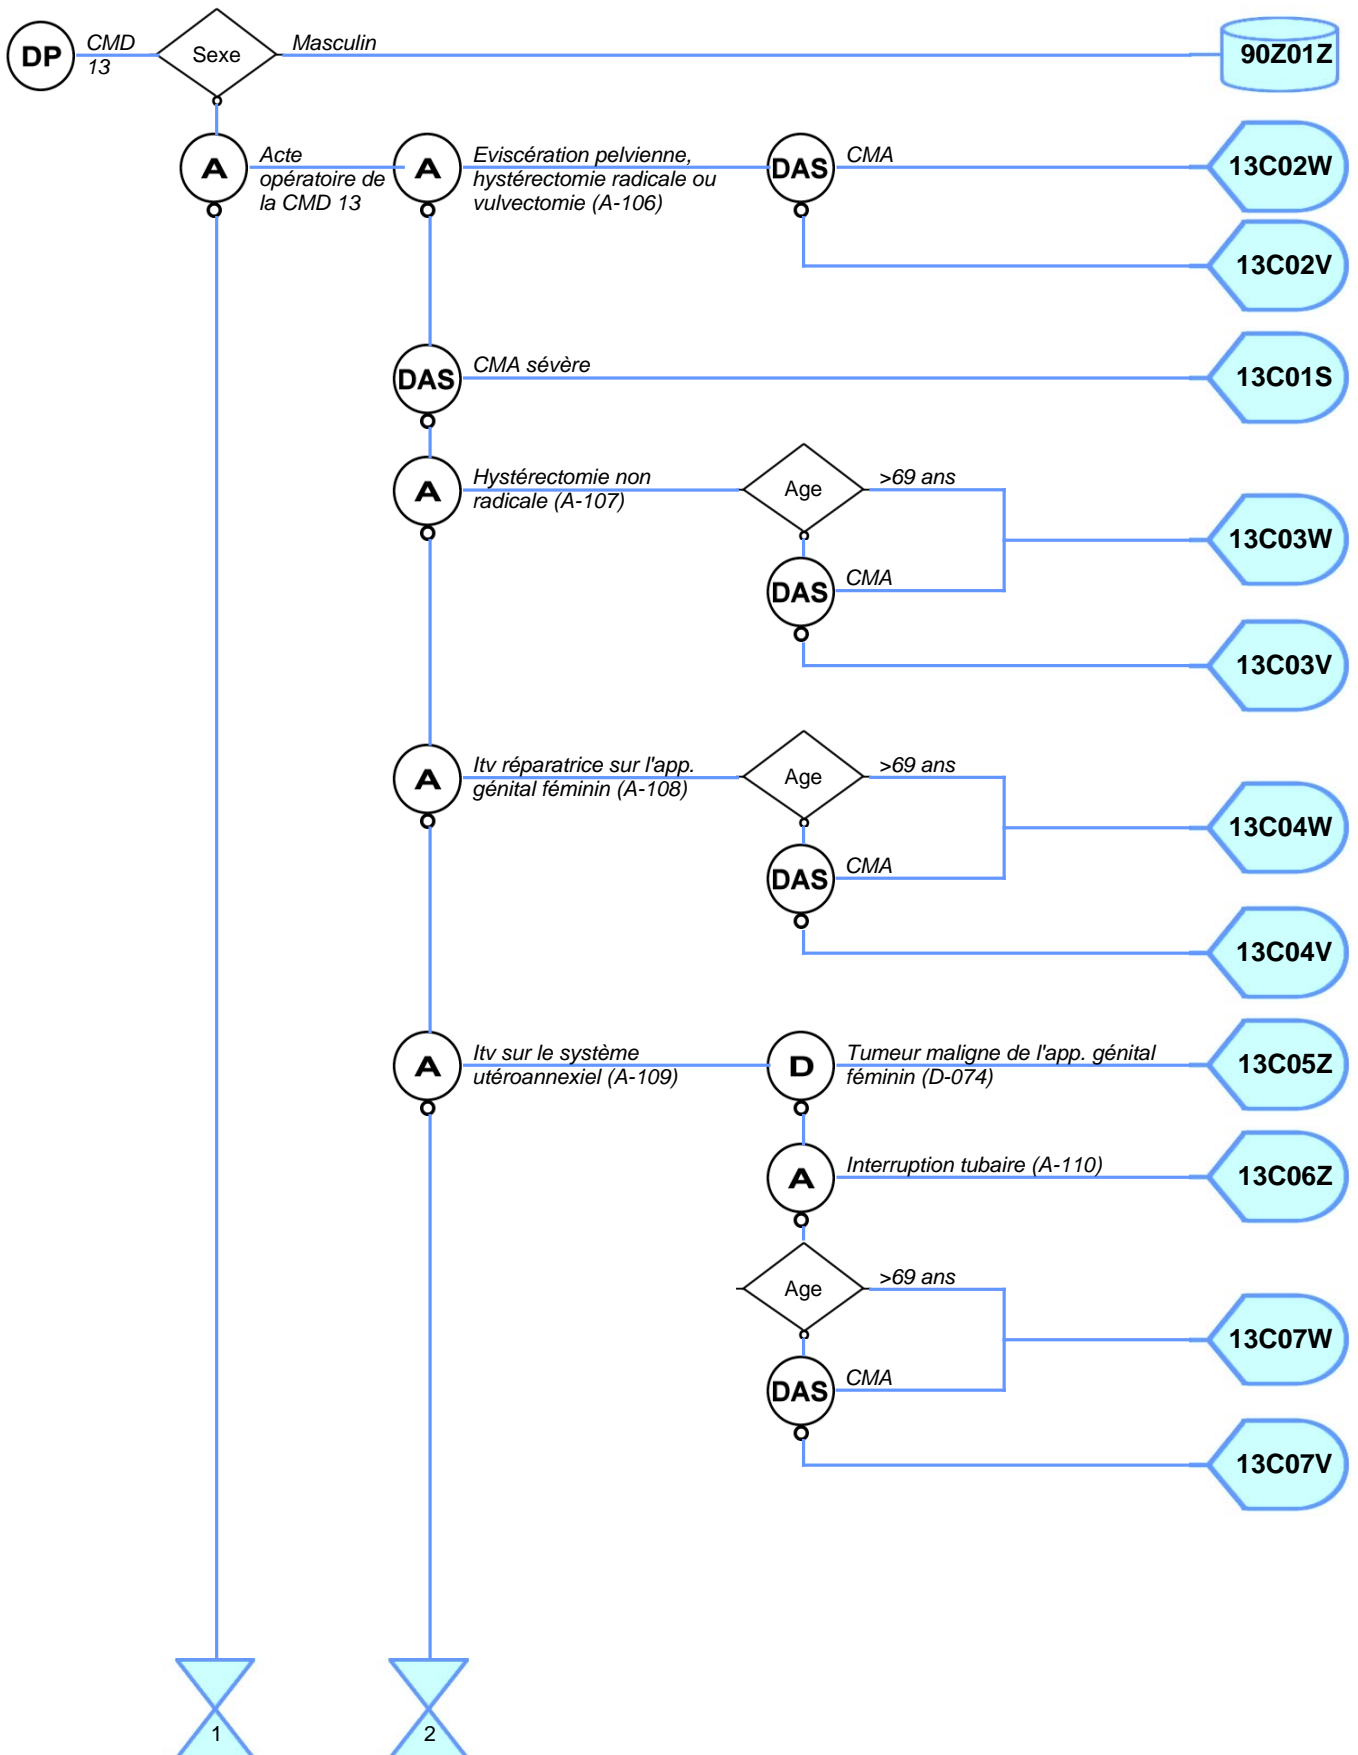 DP
CMD
13
Sexe
Masculin
90Z01Z
A
Acte
opératoire de
la CMD 13
A
Eviscération pelvienne,
hystérectomie radicale ou
vulvectomie (A-106)
DAS
CMA
13C02W
13C02V
DAS
CMA sévère
13C01S
A
Hystérectomie non
radicale (A-107)
Age
>69 ans
13C03W
DAS
CMA
13C03V
A
Itv réparatrice sur l'app.
génital féminin (A-108)
Age
>69 ans
13C04W
DAS
CMA
13C04V
A
Itv sur le système
utéroannexiel (A-109)
D
Tumeur maligne de l'app. génital
féminin (D-074)
13C05Z
A
Interruption tubaire (A-110)
13C06Z
Age
>69 ans
13C07W
DAS
CMA
13C07V
1
2